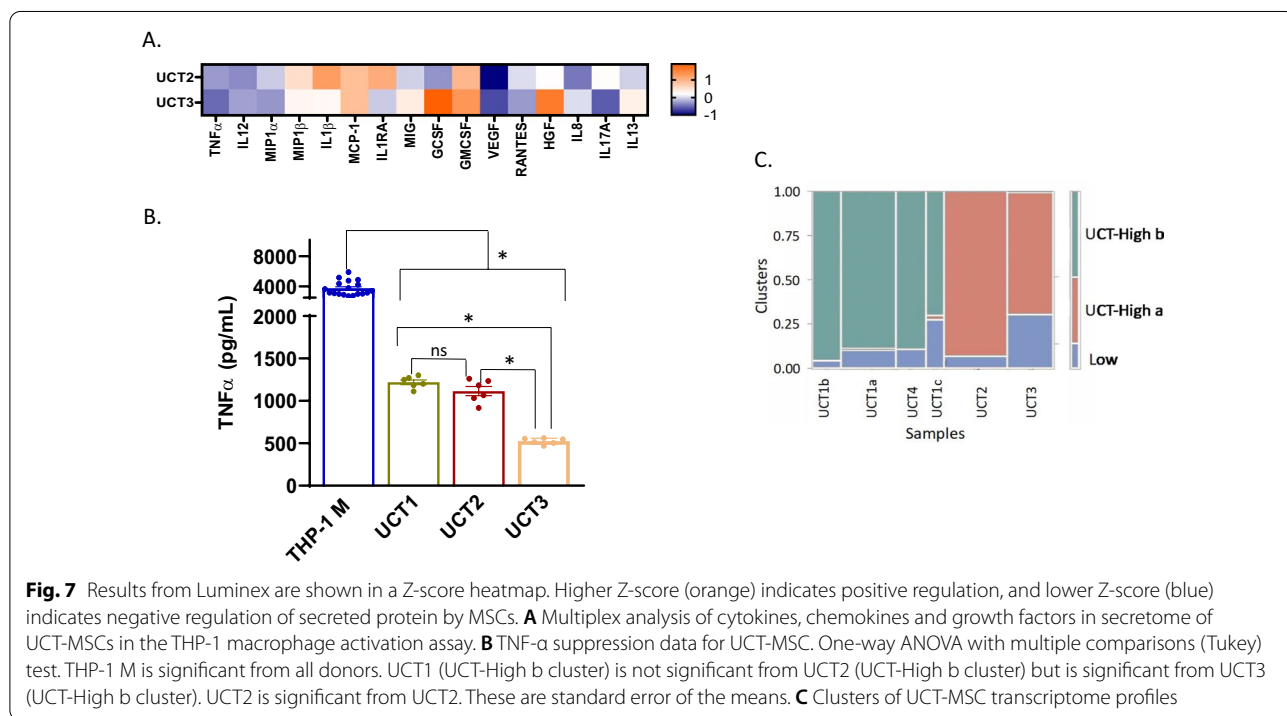 A.
UCT2
UCT3
1
0
-1
TNFα
IL12
MIP1α
MIP1β
IL1β
MCP-1
IL1RA
MIG
GCSF
GMCSF
VEGF
RANTES
HGF
IL8
IL17A
IL13
B.
TNFα (pg/mL)
8000
4000
2000
1500
1000
500
0
*
*
ns
*
THP-1 M
UCT1
UCT2
UCT3
C.
Clusters
1.00
0.75
0.50
0.25
0.00
UCT1b
UCT1a
UCT4
UCT1c
UCT2
UCT3
Samples
UCT-High b
UCT-High a
Low
Fig. 7 Results from Luminex are shown in a Z-score heatmap. Higher Z-score (orange) indicates positive regulation, and lower Z-score (blue)
indicates negative regulation of secreted protein by MSCs. A Multiplex analysis of cytokines, chemokines and growth factors in secretome of
UCT-MSCs in the THP-1 macrophage activation assay. B TNF-α suppression data for UCT-MSC. One-way ANOVA with multiple comparisons (Tukey)
test. THP-1 M is significant from all donors. UCT1 (UCT-High b cluster) is not significant from UCT2 (UCT-High b cluster) but is significant from UCT3
(UCT-High b cluster). UCT2 is significant from UCT2. These are standard error of the means. C Clusters of UCT-MSC transcriptome profiles